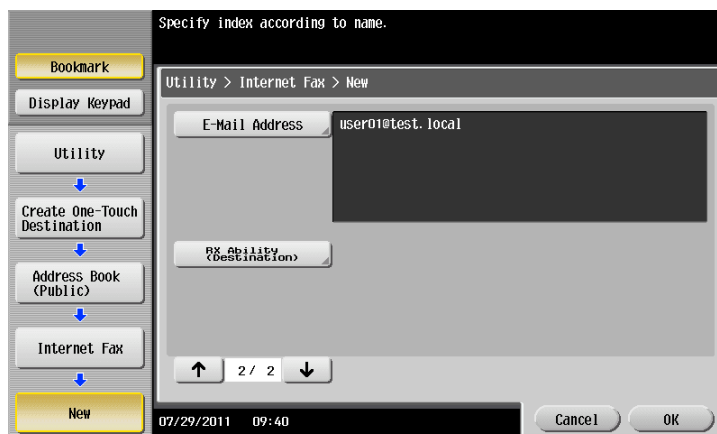 Specify index according to name.
Bookmark
Display Keypad
Utility
Create One-Touch
Destination
Address Book
(Public)
Internet Fax
New
Utility > Internet Fax > New
E-Mail Address
user01@test.local
RX Ability
(Destination)
↑ 2/ 2 ↓
07/29/2011 09:40
Cancel
OK